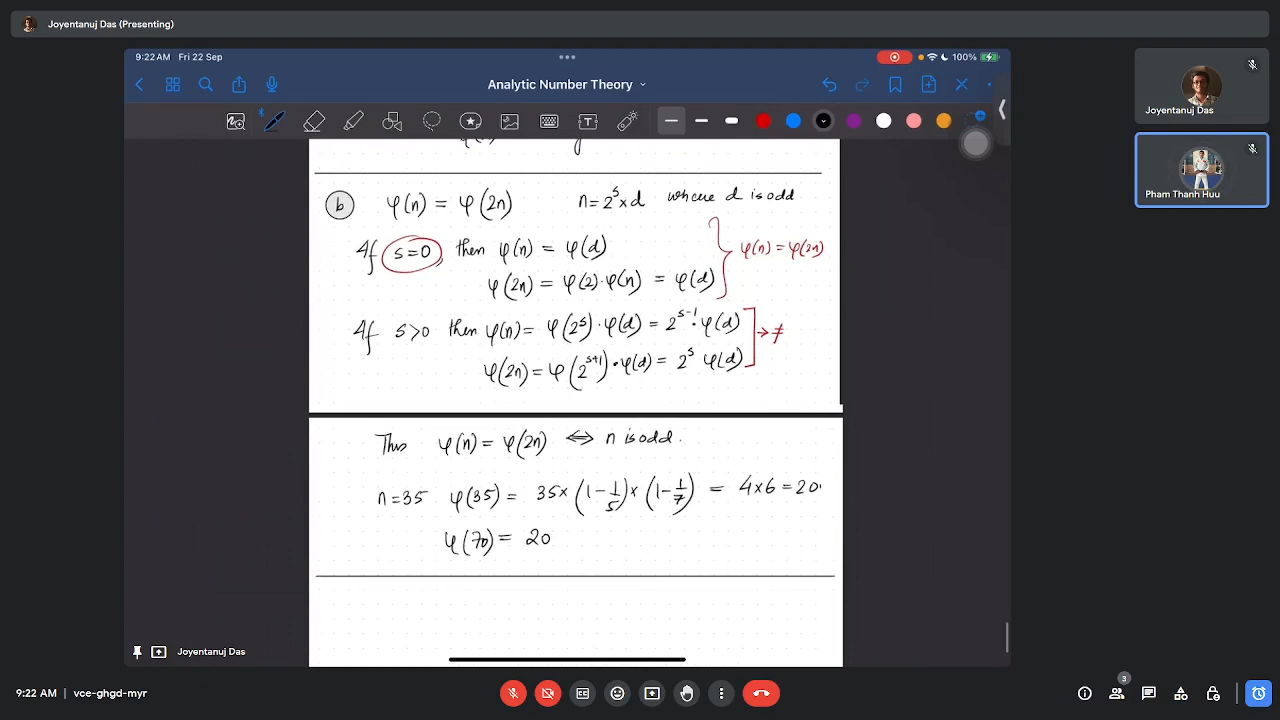 Joyentanuj Das (Presenting)
9:22 AM Fri 22 Sep
100%
Analytic Number Theory
Joyentanuj Das
Pham Thanh Huu
b φ(n) = φ(2n) n = 2^s × d where d is odd
If s=0 then φ(n) = φ(d)
φ(2n) = φ(2)·φ(n) = φ(d)
φ(n) = φ(2n)
If s>0 then φ(n) = φ(2^s)·φ(d) = 2^{s-1}·φ(d)
φ(2n) = φ(2^{s+1})·φ(d) = 2^s φ(d)
→ ≠
This φ(n) = φ(2n) ⇔ n is odd.
n=35 φ(35) = 35× (1-1/5)×(1-1/7) = 4×6 = 20.
φ(70) = 20
Joyentanuj Das
9:22 AM | vce-ghgd-myr
3